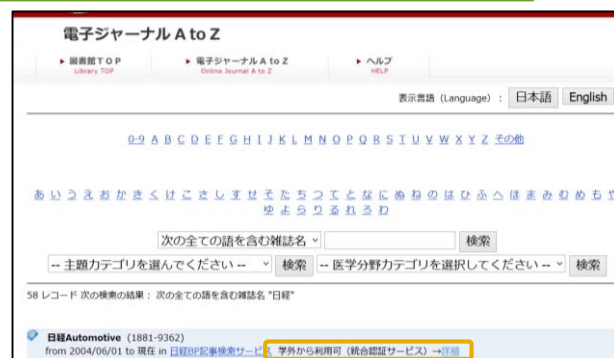 電子ジャーナル A to Z
図書館TOP
Library TOP
電子ジャーナル A to Z
Online Journal A to Z
ヘルプ
HELP
表示言語 (Language) : 日本語 English
0-9 A B C D E F G H I J K L M N O P Q R S T U V W X Y Z その他
あ い う え お か き く け こ さ し す せ そ た ち つ て と な に ぬ ね の は ひ ふ へ ほ ま み む め も や
ゆ よ ら り る れ ろ わ
次の全ての語を含む雑誌名 検索
-- 主題カテゴリを選んでください -- 検索 -- 医学分野カテゴリを選択してください -- 検索
58 レコード 次の検索の結果: 次の全ての語を含む雑誌名 "日経"
日経Automotive (1881-9362)
from 2004/06/01 to 現在 in 日経BP記事検索サービス 学外から利用可 (統合認証サービス) →詳細